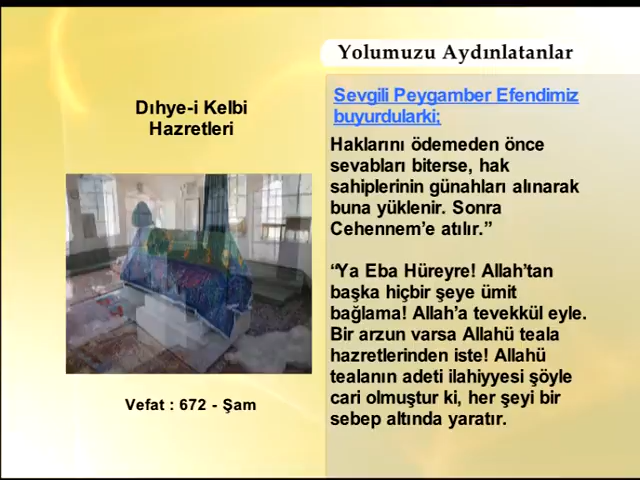 Yolumuzu Aydınlatanlar
Dıhye-i Kelbi
Hazretleri
Vefat : 672 - Şam
Sevgili Peygamber Efendimiz
buyurdularki;
Haklarını ödemeden önce
sevabları biterse, hak
sahiplerinin günahları alınarak
buna yüklenir. Sonra
Cehennem’e atılır.”
“Ya Eba Hüreyre! Allah’tan
başka hiçbir şeye ümit
bağlama! Allah’a tevekkül eyle.
Bir arzun varsa Allahü teala
hazretlerinden iste! Allahü
tealanın adeti ilahiyyesi şöyle
cari olmuştur ki, her şeyi bir
sebep altında yaratır.